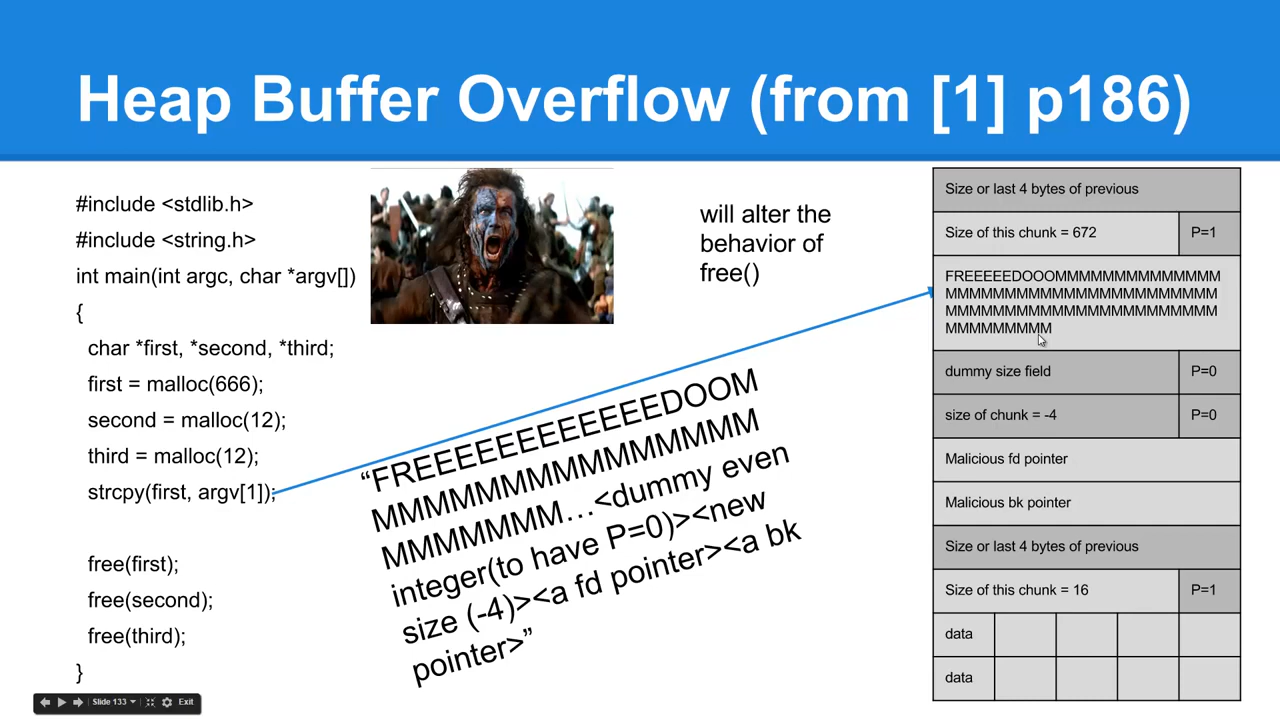 Heap Buffer Overflow (from [1] p186)
#include <stdlib.h>
#include <string.h>
int main(int argc, char *argv[])
{
char *first, *second, *third;
first = malloc(666);
second = malloc(12);
third = malloc(12);
strcpy(first, argv[1]);
free(first);
free(second);
free(third);
}
will alter the
behavior of
free()
“FREEEEEEEEEEEEDOOM
MMMMMMMMMMMMMMM
MMMMMMM…<dummy even
integer(to have P=0)><new
size (-4)><a fd pointer><a bk
pointer>”
Size or last 4 bytes of previous
Size of this chunk = 672 P=1
FREEEEEDOOOMMMMMMMMMMMMMM
MMMMMMMMMMMMMMMMMMMMMMM
MMMMMMMMMMMMMMMMMMMMMMM
MMMMMMMMM
dummy size field P=0
size of chunk = -4 P=0
Malicious fd pointer
Malicious bk pointer
Size or last 4 bytes of previous
Size of this chunk = 16 P=1
data
data
Slide 133 Exit